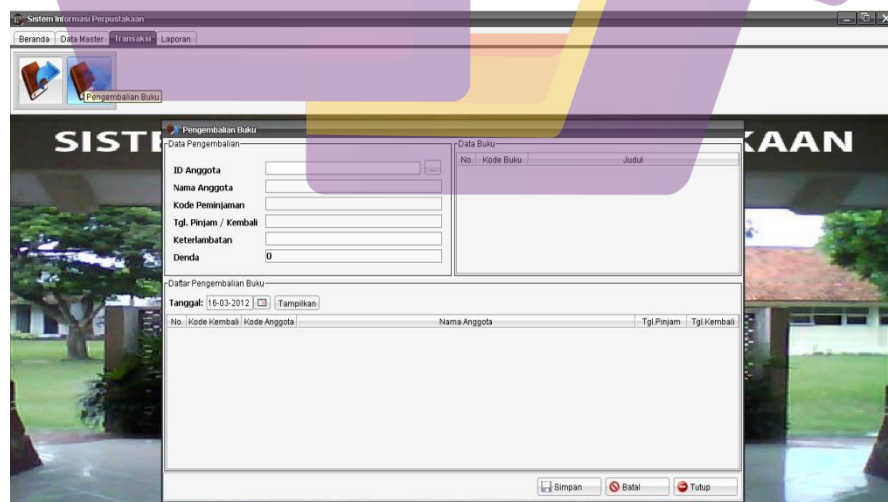 Sistem Informasi Perpustakaan
Beranda Data Master Transaksi Laporan
Pengembalian Buku
SISTE
KAAN
Pengembalian Buku
Data Pengembalian
ID Anggota
...
Nama Anggota
Kode Peminjaman
Tgl. Pinjam / Kembali
Keterlambatan
Denda 0
Data Buku
No. Kode Buku Judul
Daftar Pengembalian Buku
Tanggal: 16-03-2012 Tampilkan
No. Kode Kembali Kode Anggota Nama Anggota Tgl.Pinjam Tgl.Kembali
Simpan Batal Tutup